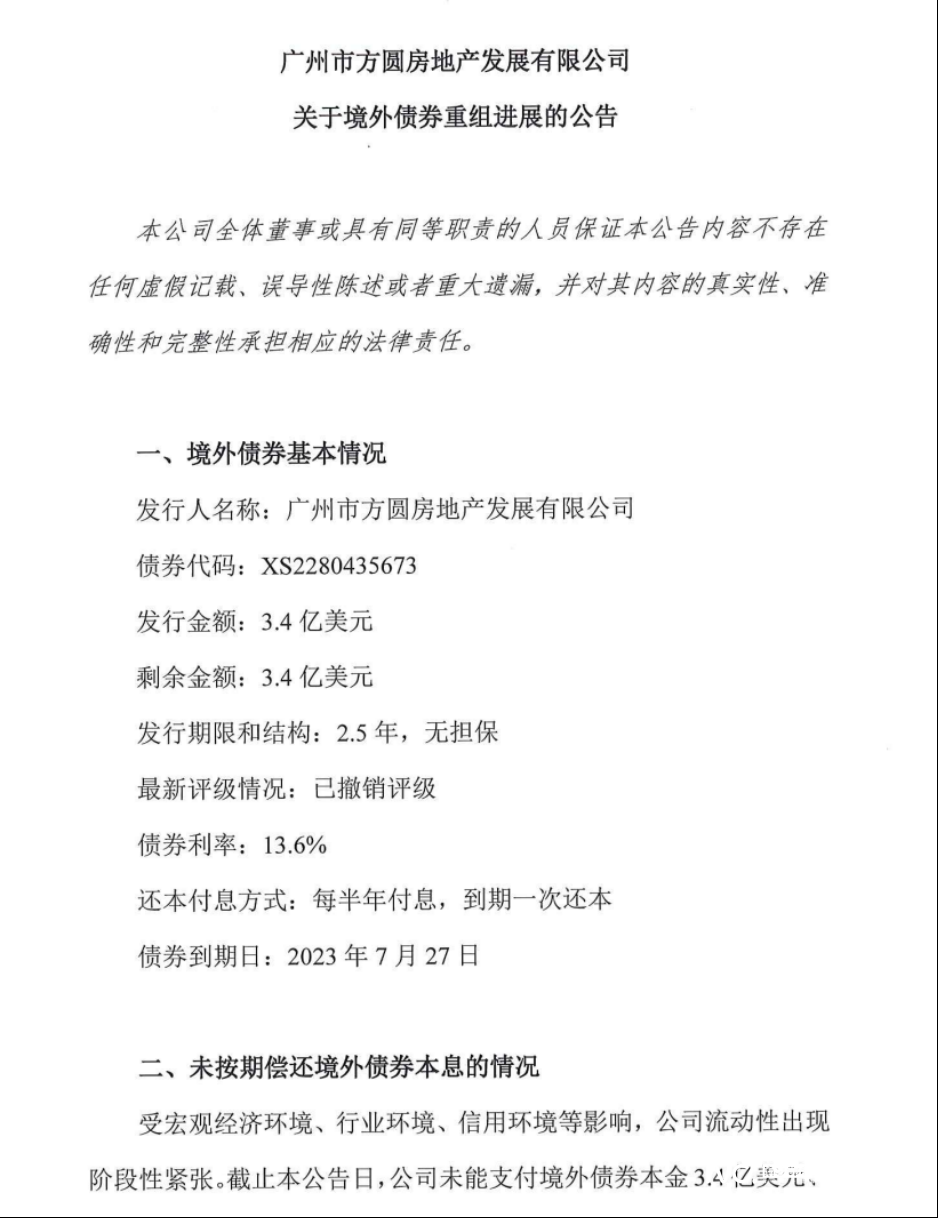 广州市方圆房地产发展有限公司
关于境外债券重组进展的公告
本公司全体董事或具有同等职责的人员保证本公告内容不存在
任何虚假记载、误导性陈述或者重大遗漏，并对其内容的真实性、准
确性和完整性承担相应的法律责任。
一、境外债券基本情况
发行人名称：广州市方圆房地产发展有限公司
债券代码：XS2280435673
发行金额：3.4 亿美元
剩余金额：3.4 亿美元
发行期限和结构：2.5 年，无担保
最新评级情况：已撤销评级
债券利率：13.6%
还本付息方式：每半年付息，到期一次还本
债券到期日：2023 年 7 月 27 日
二、未按期偿还境外债券本息的情况
受宏观经济环境、行业环境、信用环境等影响，公司流动性出现
阶段性紧张。截止本公告日，公司未能支付境外债券本金 3.4 亿美元、